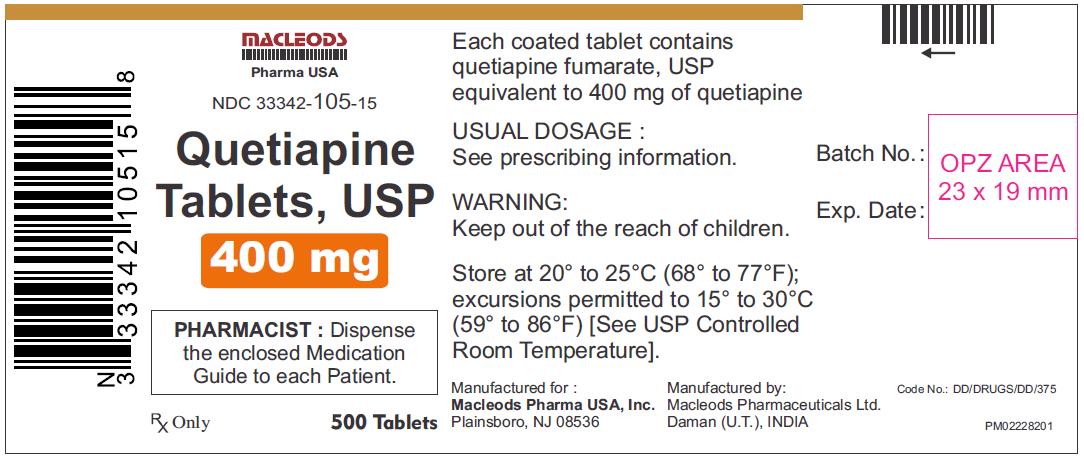 MACLEODS
Pharma USA
NDC 33342-105-15
Quetiapine
Tablets, USP
400 mg
PHARMACIST : Dispense
the enclosed Medication
Guide to each Patient.
Rx Only
500 Tablets
N
3 33342 10515 8
Each coated tablet contains
quetiapine fumarate, USP
equivalent to 400 mg of quetiapine
USUAL DOSAGE :
See prescribing information.
WARNING:
Keep out of the reach of children.
Store at 20° to 25°C (68° to 77°F);
excursions permitted to 15° to 30°C
(59° to 86°F) [See USP Controlled
Room Temperature].
Manufactured for :
Macleods Pharma USA, Inc.
Plainsboro, NJ 08536
Manufactured by:
Macleods Pharmaceuticals Ltd.
Daman (U.T.), INDIA
Batch No. :
Exp. Date :
OPZ AREA
23 x 19 mm
Code No.: DD/DRUGS/DD/375
PM02228201